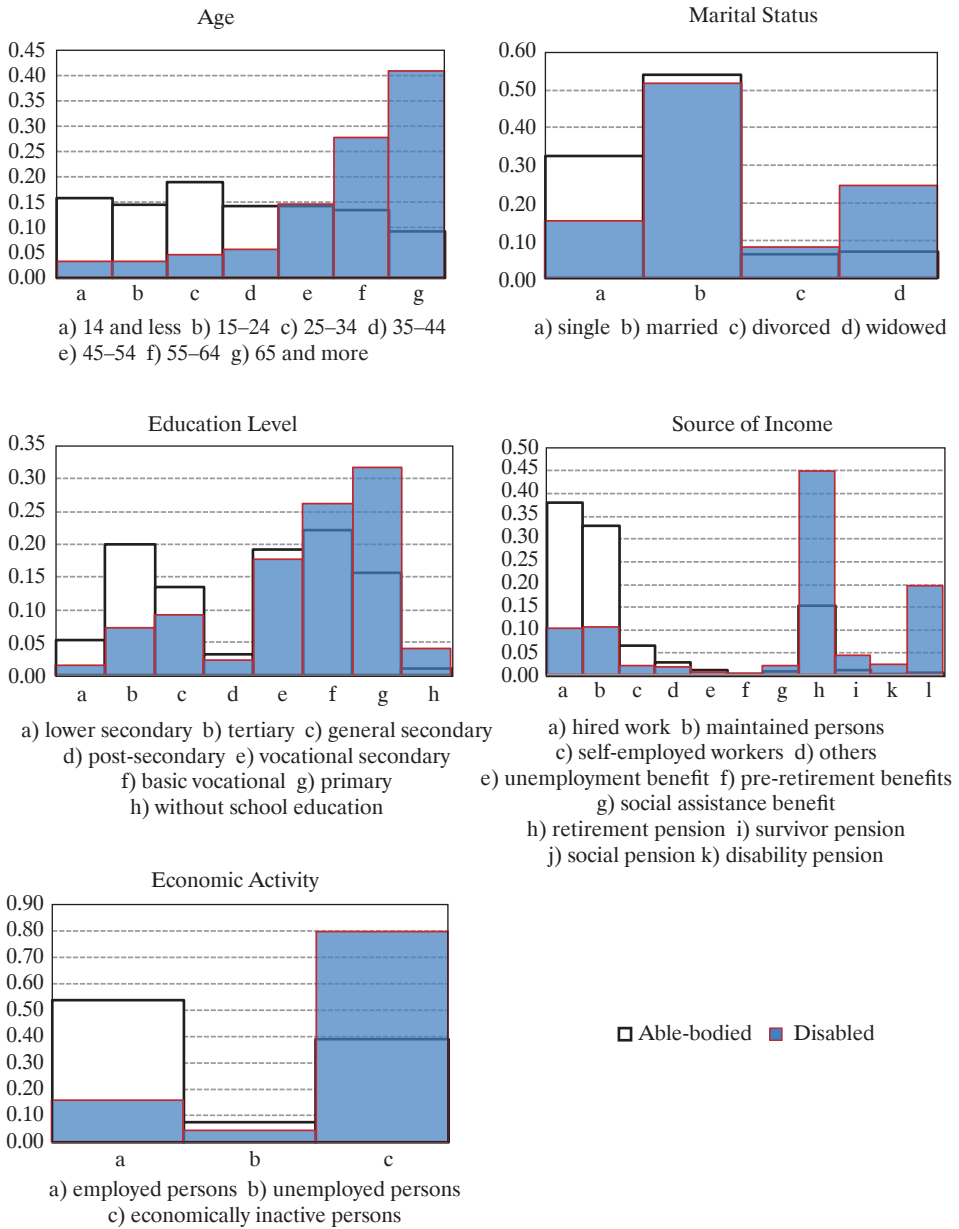 Age
0.45
0.40
0.35
0.30
0.25
0.20
0.15
0.10
0.05
0.00
a b c d e f g
a) 14 and less b) 15–24 c) 25–34 d) 35–44
e) 45–54 f) 55–64 g) 65 and more
Marital Status
0.60
0.50
0.40
0.30
0.20
0.10
0.00
a b c d
a) single b) married c) divorced d) widowed
Education Level
0.35
0.30
0.25
0.20
0.15
0.10
0.05
0.00
a b c d e f g h
a) lower secondary b) tertiary c) general secondary
d) post-secondary e) vocational secondary
f) basic vocational g) primary
h) without school education
Source of Income
0.50
0.45
0.40
0.35
0.30
0.25
0.20
0.15
0.10
0.05
0.00
a b c d e f g h i k l
a) hired work b) maintained persons
c) self-employed workers d) others
e) unemployment benefit f) pre-retirement benefits
g) social assistance benefit
h) retirement pension i) survivor pension
j) social pension k) disability pension
Economic Activity
0.90
0.80
0.70
0.60
0.50
0.40
0.30
0.20
0.10
0.00
a b c
a) employed persons b) unemployed persons
c) economically inactive persons
Able-bodied Disabled